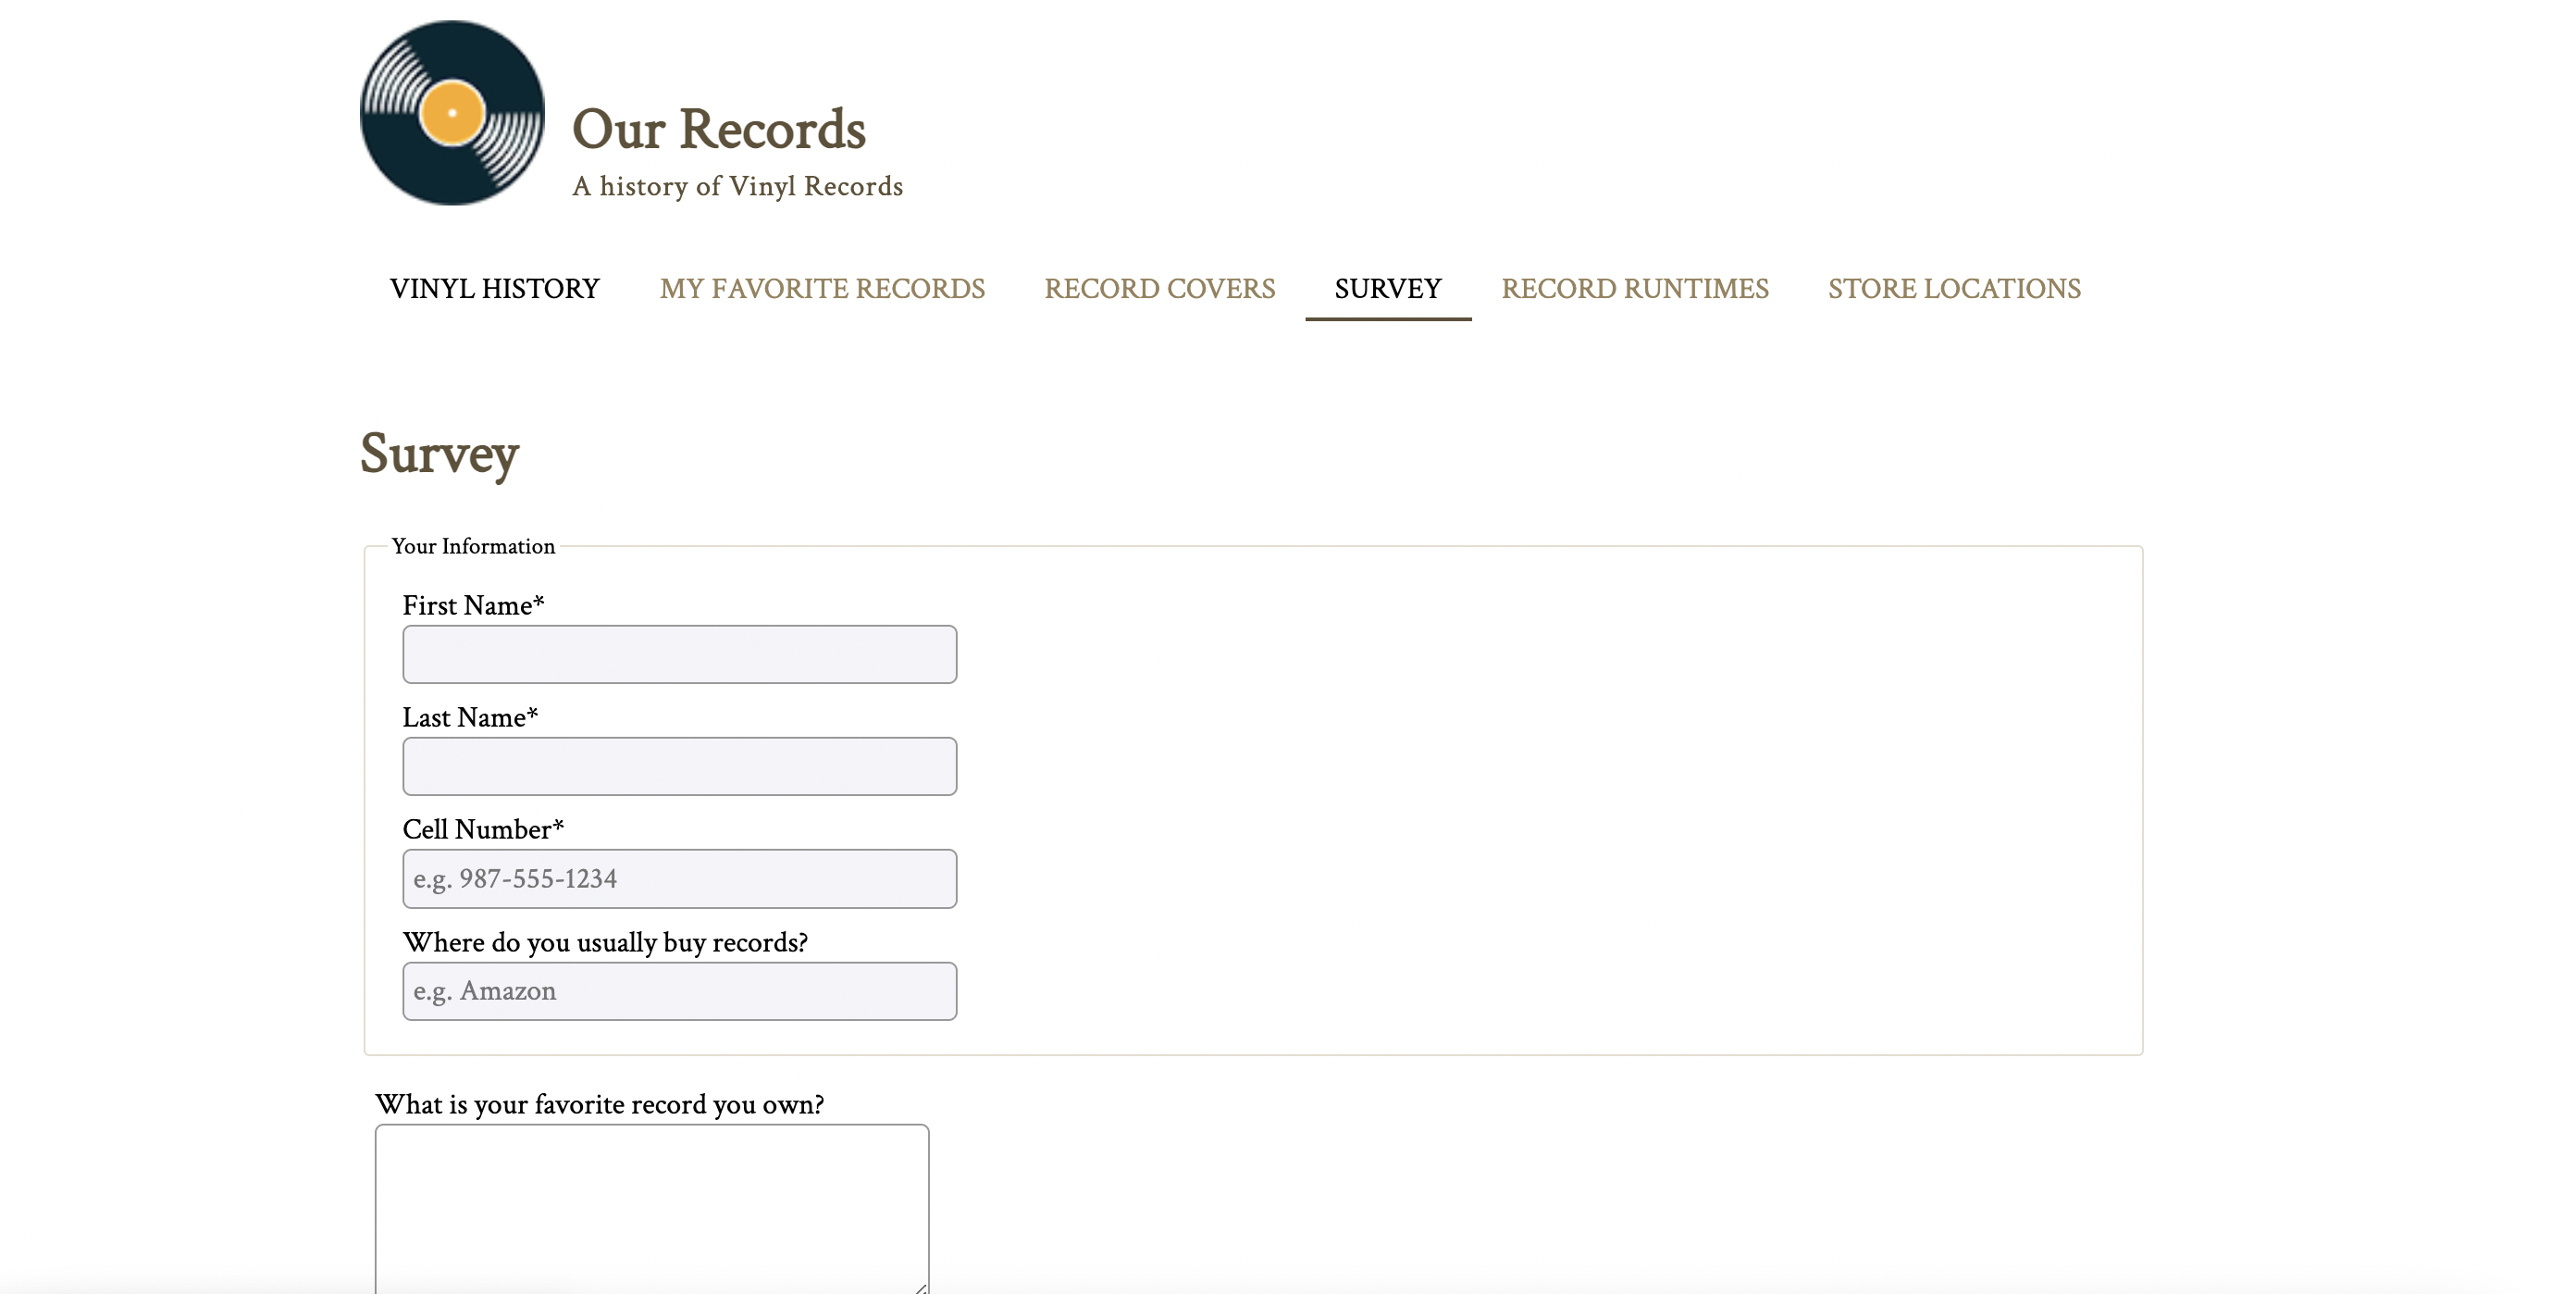 Our Records
A history of Vinyl Records
VINYL HISTORY MY FAVORITE RECORDS RECORD COVERS SURVEY RECORD RUNTIMES STORE LOCATIONS
Survey
Your Information
First Name*
Last Name*
Cell Number*
e.g. 987-555-1234
Where do you usually buy records?
e.g. Amazon
What is your favorite record you own?